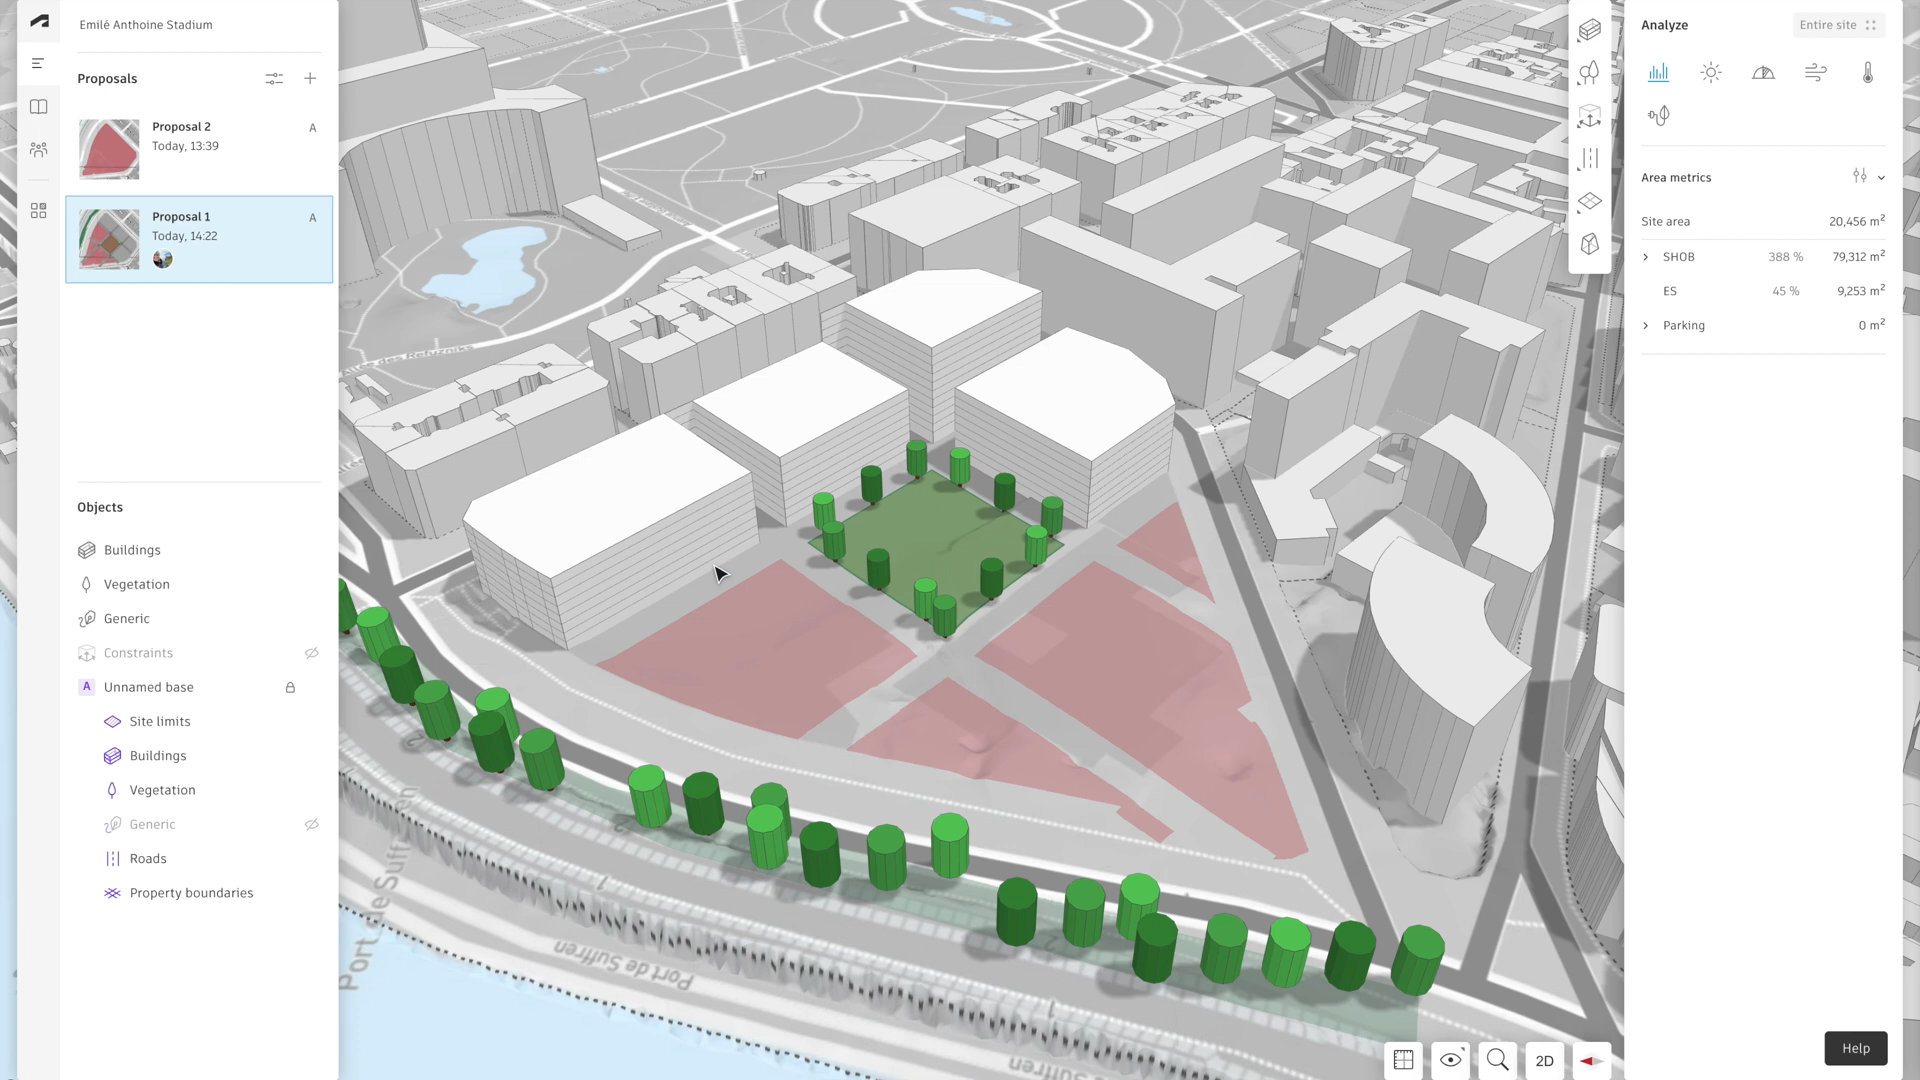 Emilé Anthoine Stadium
Proposals
Proposal 2
A
Today, 13:39
Proposal 1
A
Today, 14:22
Objects
Buildings
Vegetation
Generic
Constraints
A
Unnamed base
Site limits
Buildings
Vegetation
Generic
Roads
Property boundaries
Port de Suffren
Port de Suffren
Suffren
2D
Analyze
Entire site
Area metrics
Site area
20,456 m²
SHOB
388 %
79,312 m²
ES
45 %
9,253 m²
Parking
0 m²
Help